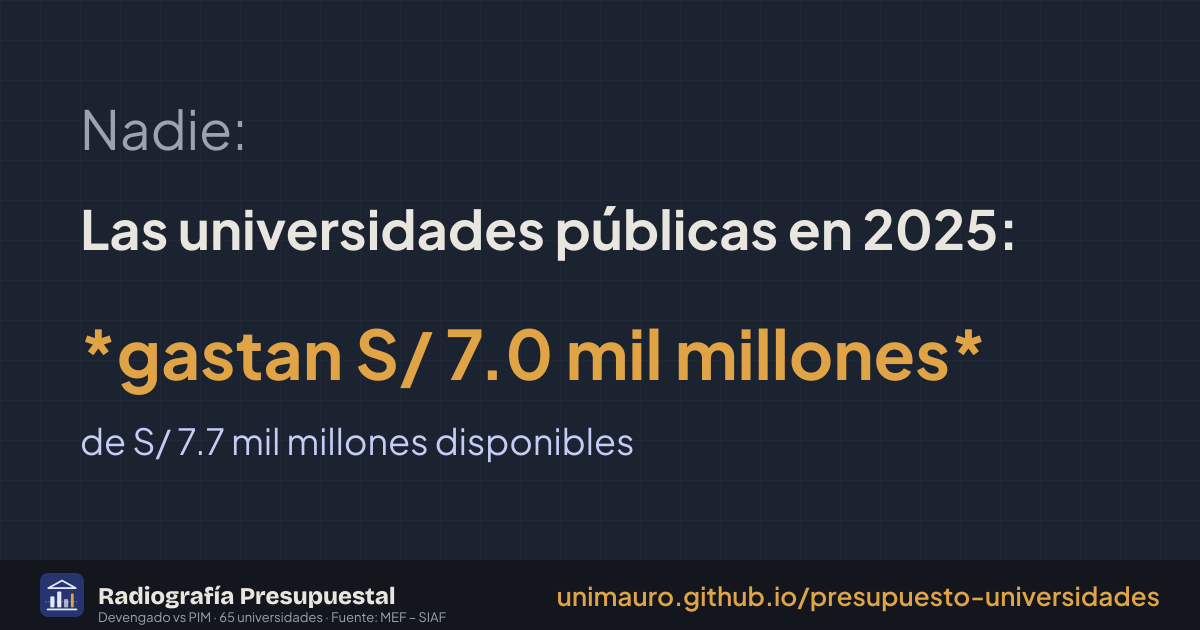 Nadie:
Las universidades públicas en 2025:
*gastan S/ 7.0 mil millones*
de S/ 7.7 mil millones disponibles
Radiografía Presupuestal
Devengado vs PIM · 65 universidades · Fuente: MEF – SIAF
unimauro.github.io/presupuesto-universidades